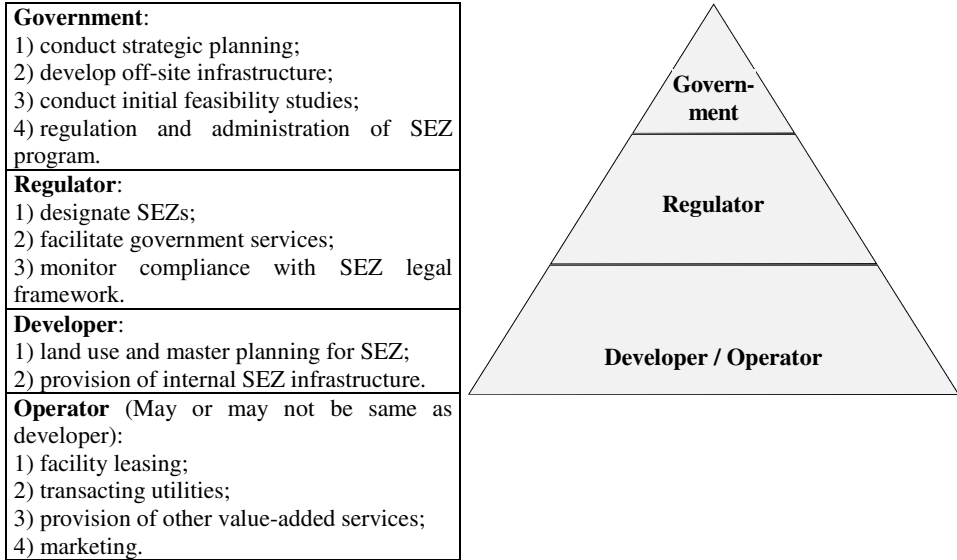 Government:
1) conduct strategic planning;
2) develop off-site infrastructure;
3) conduct initial feasibility studies;
4) regulation and administration of SEZ
program.
Regulator:
1) designate SEZs;
2) facilitate government services;
3) monitor compliance with SEZ legal
framework.
Developer:
1) land use and master planning for SEZ;
2) provision of internal SEZ infrastructure.
Operator (May or may not be same as
developer):
1) facility leasing;
2) transacting utilities;
3) provision of other value-added services;
4) marketing.
Govern-
ment
Regulator
Developer / Operator